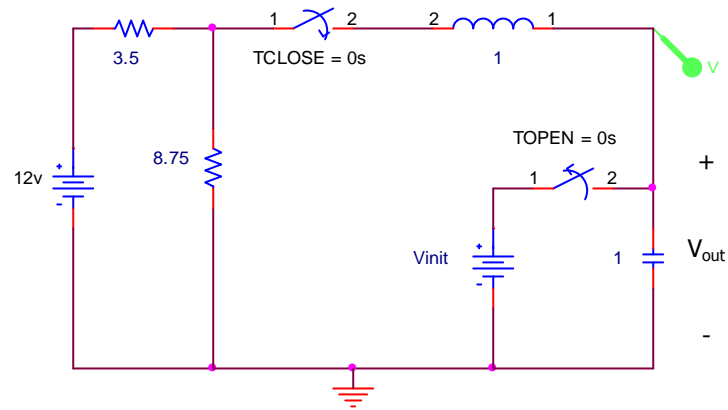 1 2 2 1
3.5 TCLOSE = 0s 1 V
TOPEN = 0s
8.75
+
12v + - 1 2 +
Vinit + - 1 Vout
-